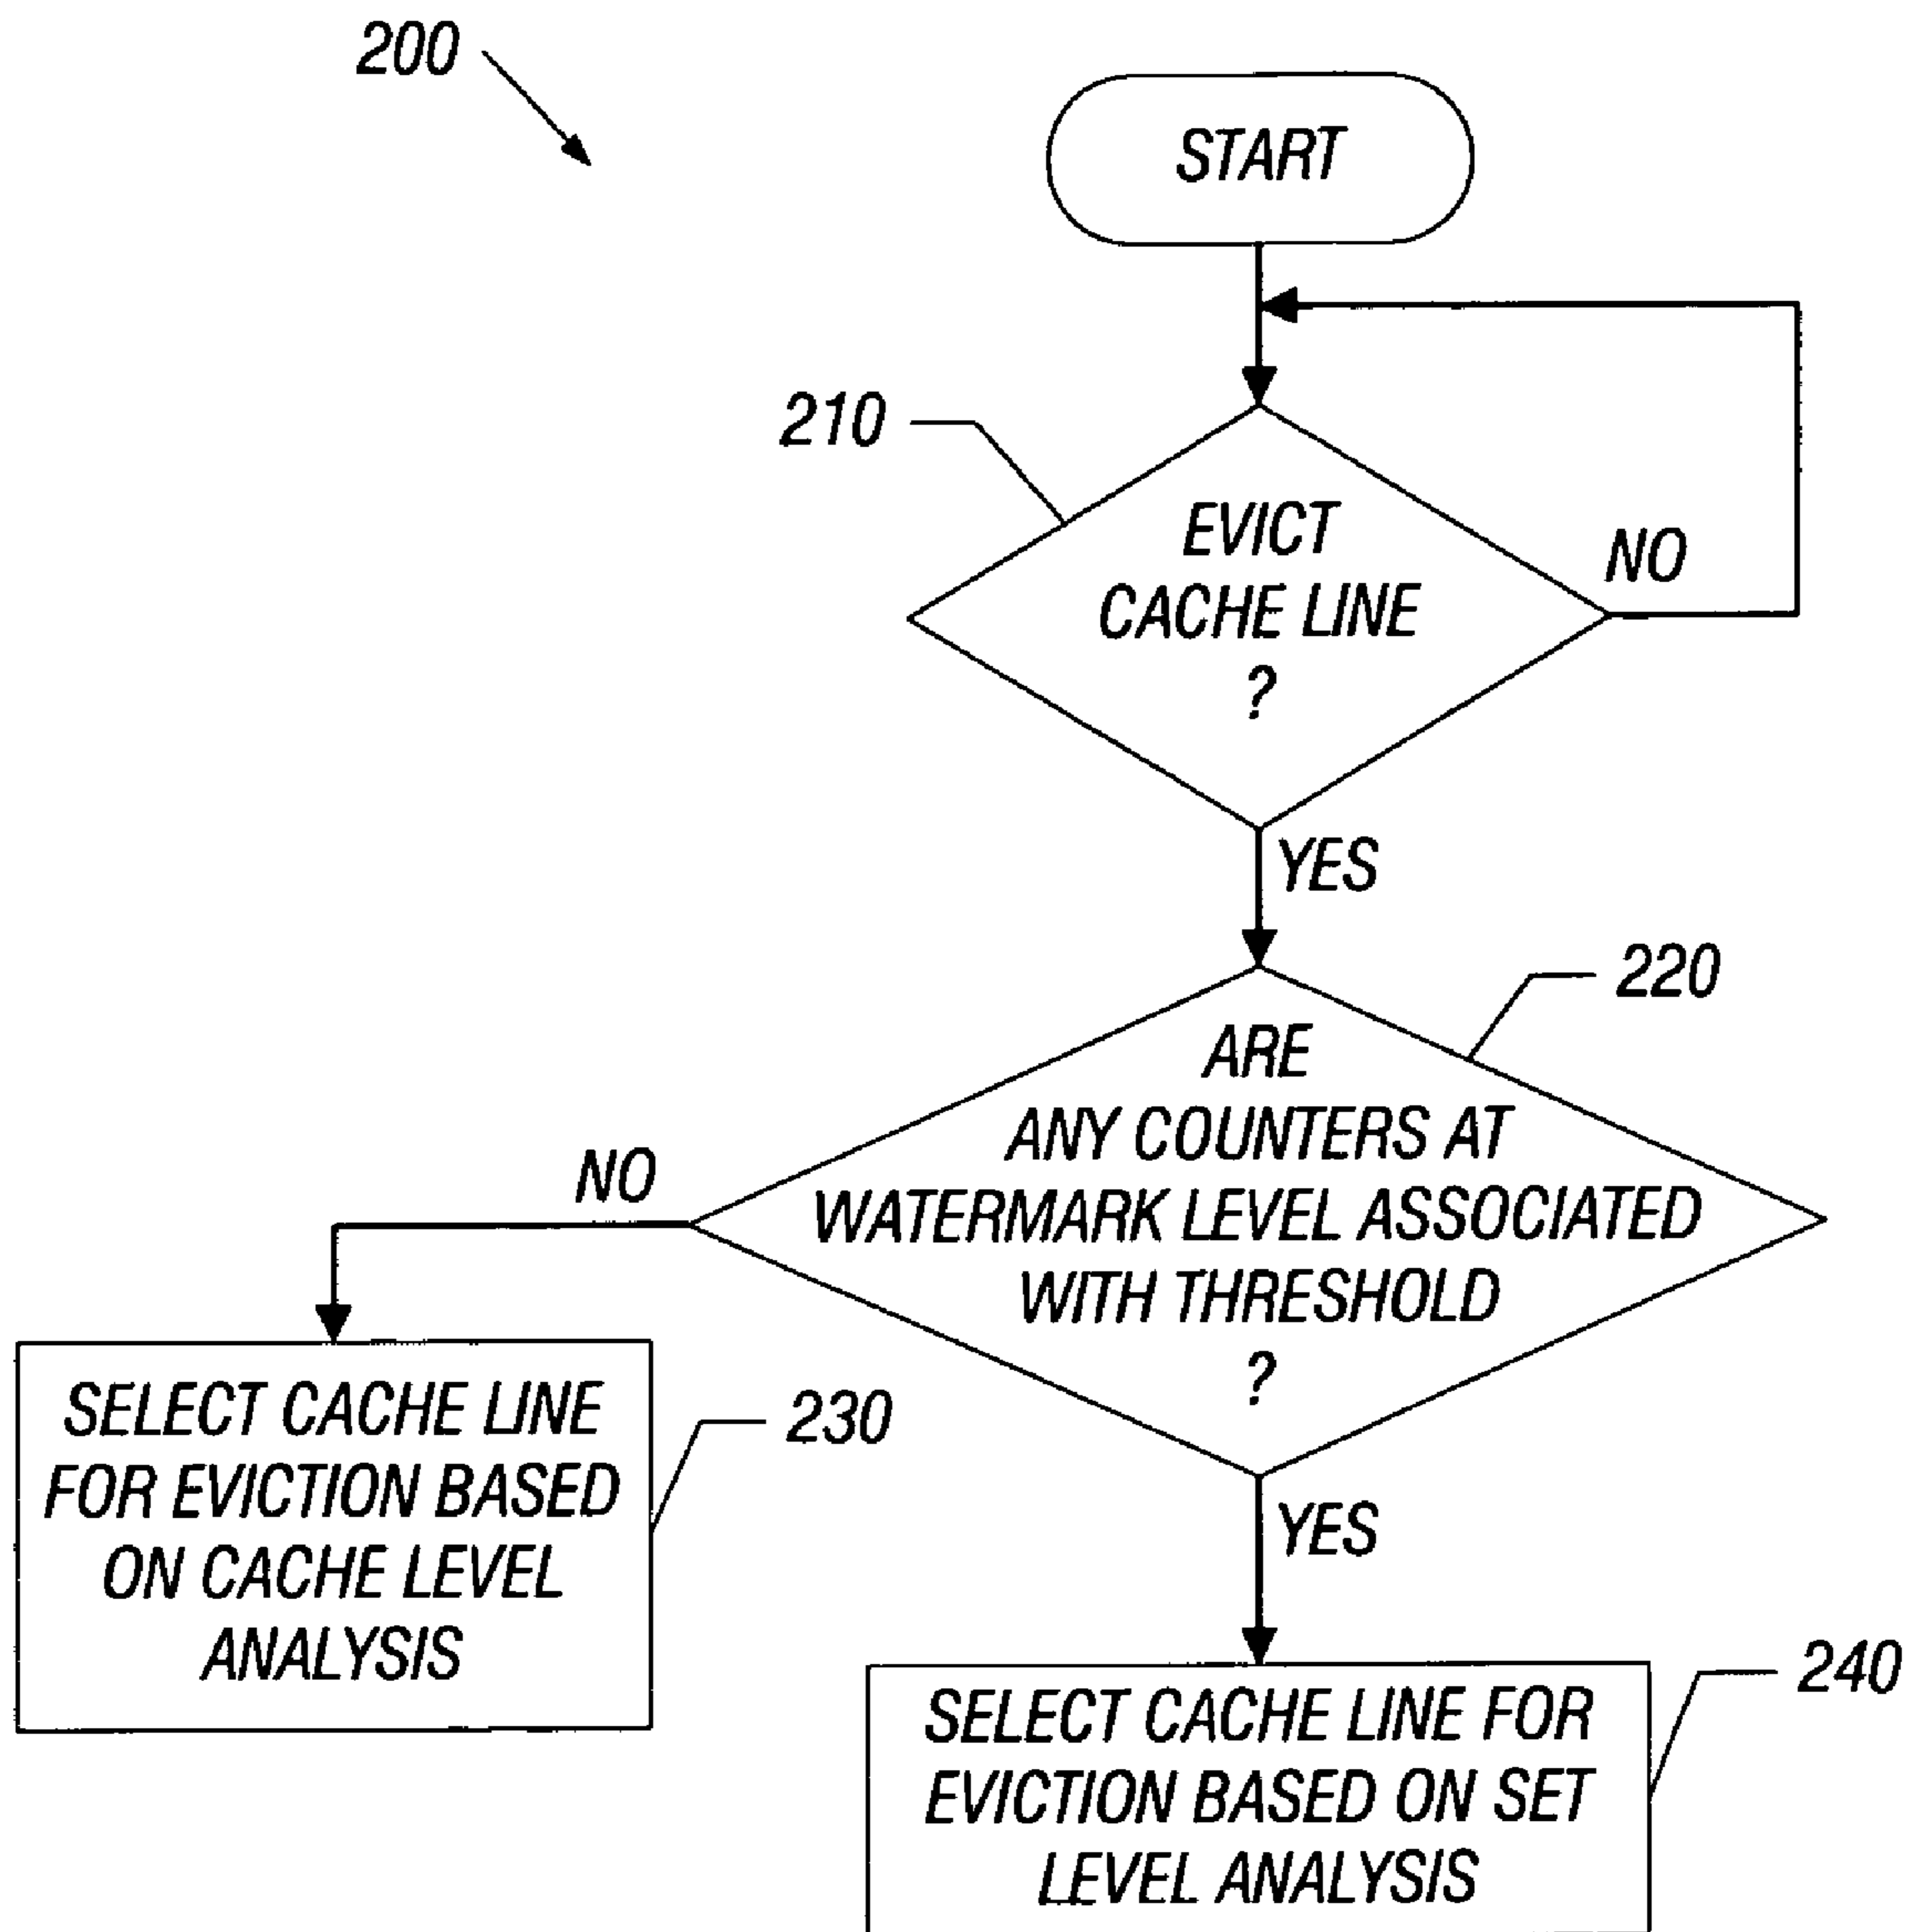 200
START
210
EVICT
CACHE LINE
?
NO
YES
220
ARE
ANY COUNTERS AT
WATERMARK LEVEL ASSOCIATED
WITH THRESHOLD
?
NO
YES
SELECT CACHE LINE
FOR EVICTION BASED
ON CACHE LEVEL
ANALYSIS
230
SELECT CACHE LINE FOR
EVICTION BASED ON SET
LEVEL ANALYSIS
240